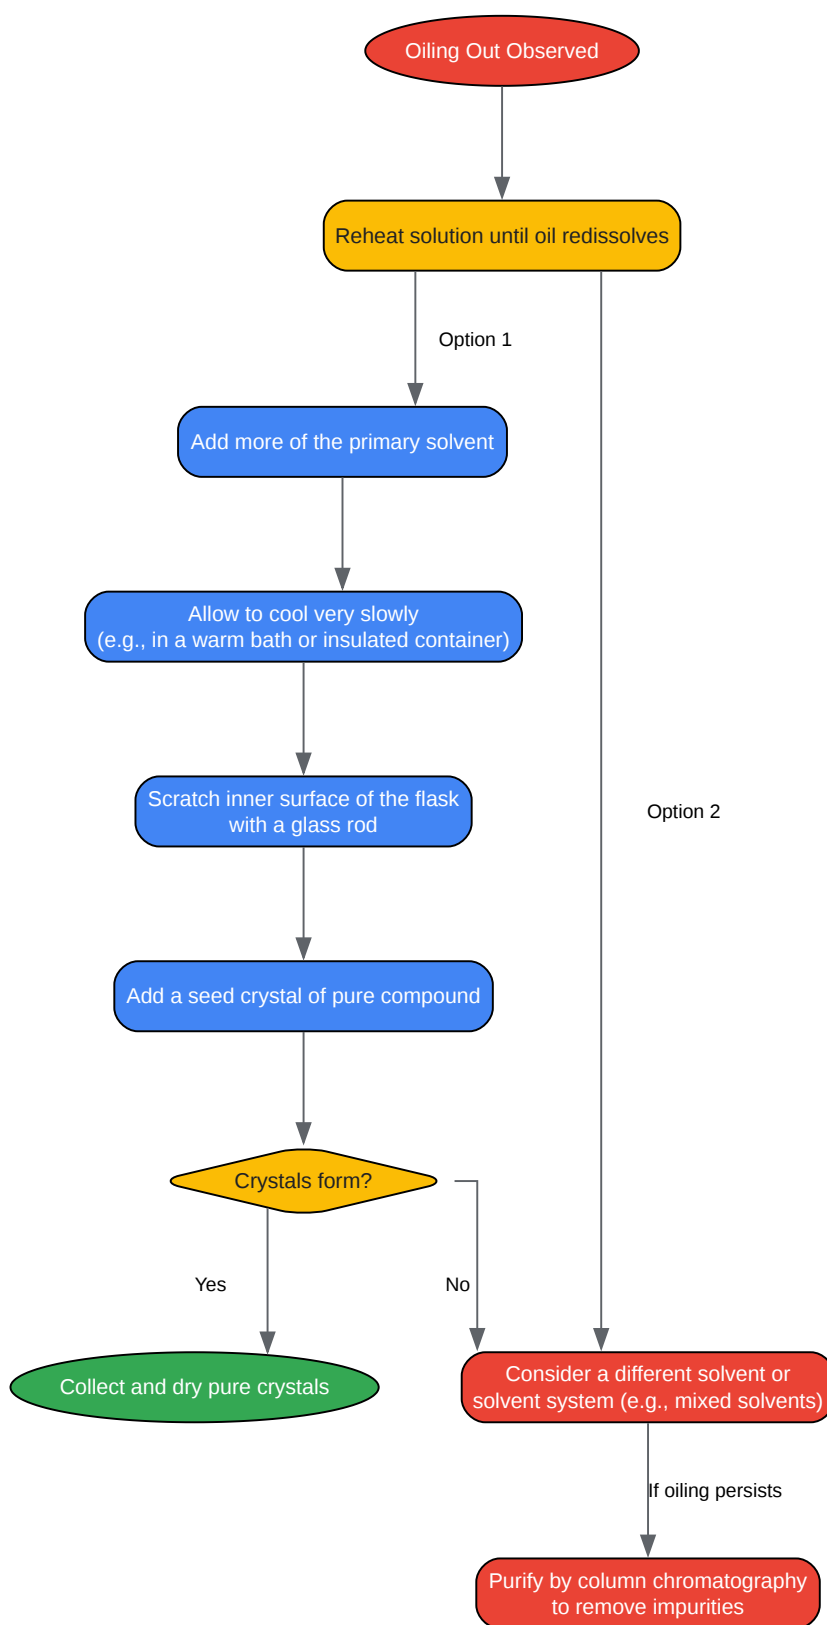 Oiling Out Observed
Reheat solution until oil redissolves
Option 1
Add more of the primary solvent
Allow to cool very slowly
(e.g., in a warm bath or insulated container)
Scratch inner surface of the flask
with a glass rod
Option 2
Add a seed crystal of pure compound
Crystals form?
Yes
No
Collect and dry pure crystals
Consider a different solvent or
solvent system (e.g., mixed solvents)
If oiling persists
Purify by column chromatography
to remove impurities